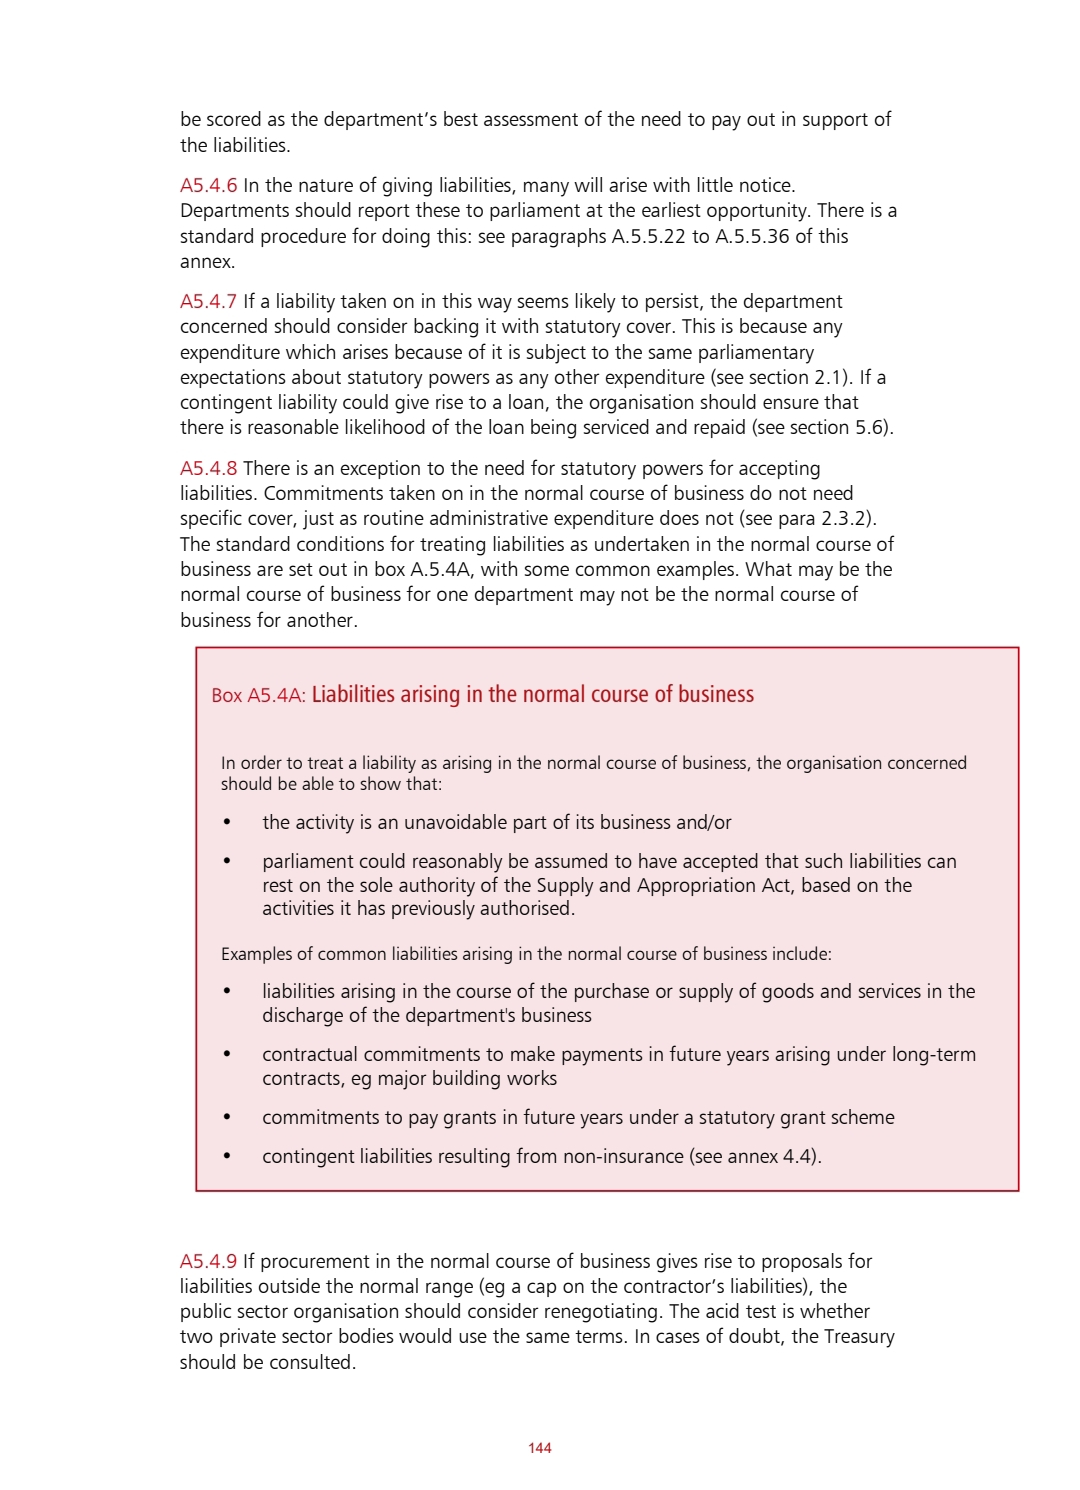 be scored as the department’s best assessment of the need to pay out in support of
the liabilities.
A5.4.6 In the nature of giving liabilities, many will arise with little notice.
Departments should report these to parliament at the earliest opportunity. There is a
standard procedure for doing this: see paragraphs A.5.5.22 to A.5.5.36 of this
annex.
A5.4.7 If a liability taken on in this way seems likely to persist, the department
concerned should consider backing it with statutory cover. This is because any
expenditure which arises because of it is subject to the same parliamentary
expectations about statutory powers as any other expenditure (see section 2.1). If a
contingent liability could give rise to a loan, the organisation should ensure that
there is reasonable likelihood of the loan being serviced and repaid (see section 5.6).
A5.4.8 There is an exception to the need for statutory powers for accepting
liabilities. Commitments taken on in the normal course of business do not need
specific cover, just as routine administrative expenditure does not (see para 2.3.2).
The standard conditions for treating liabilities as undertaken in the normal course of
business are set out in box A.5.4A, with some common examples. What may be the
normal course of business for one department may not be the normal course of
business for another.
Box A5.4A: Liabilities arising in the normal course of business
In order to treat a liability as arising in the normal course of business, the organisation concerned
should be able to show that:
• the activity is an unavoidable part of its business and/or
• parliament could reasonably be assumed to have accepted that such liabilities can
rest on the sole authority of the Supply and Appropriation Act, based on the
activities it has previously authorised.
Examples of common liabilities arising in the normal course of business include:
• liabilities arising in the course of the purchase or supply of goods and services in the
discharge of the department's business
• contractual commitments to make payments in future years arising under long-term
contracts, eg major building works
• commitments to pay grants in future years under a statutory grant scheme
• contingent liabilities resulting from non-insurance (see annex 4.4).
A5.4.9 If procurement in the normal course of business gives rise to proposals for
liabilities outside the normal range (eg a cap on the contractor’s liabilities), the
public sector organisation should consider renegotiating. The acid test is whether
two private sector bodies would use the same terms. In cases of doubt, the Treasury
should be consulted.
144